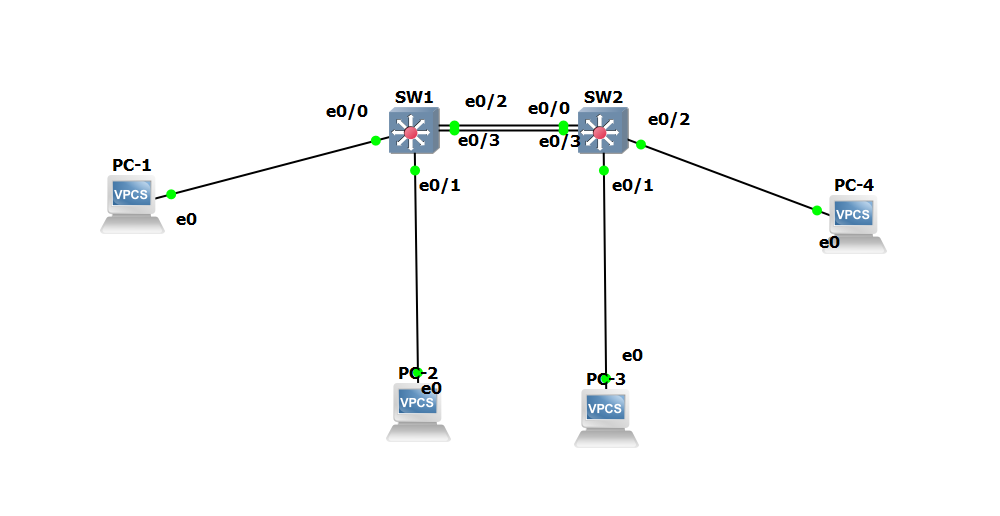 SW1
SW2
e0/0
e0/2
e0/0
e0/2
e0/3
e0/3
PC-1
VPCS
e0
e0/1
e0/1
PC-4
VPCS
e0
PC-2
e0
VPCS
e0
PC-3
VPCS